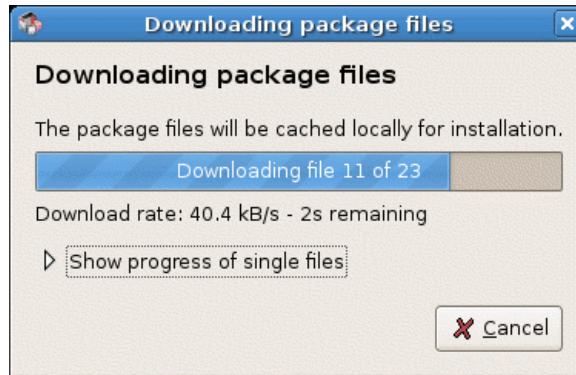 Downloading package files
Downloading package files
The package files will be cached locally for installation.
Downloading file 11 of 23
Download rate: 40.4 kB/s - 2s remaining
Show progress of single files
Cancel